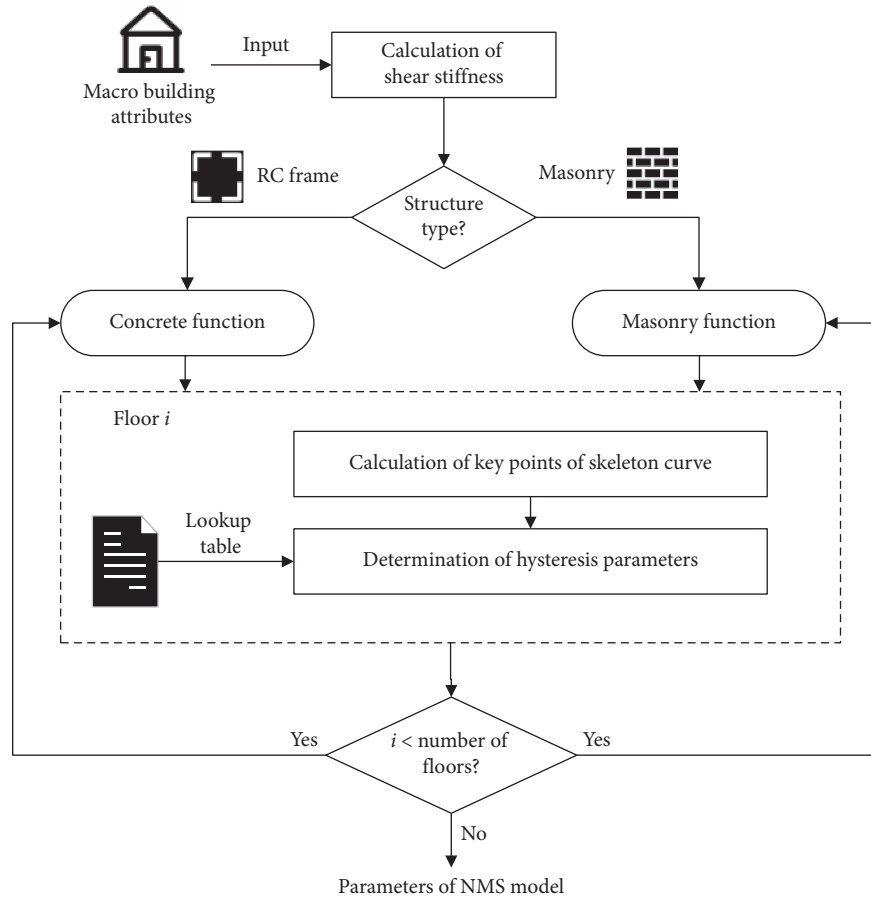 Input
Calculation of
shear stiffness
Macro building
attributes
RC frame
Masonry
Structure
type?
Concrete function
Masonry function
Floor i
Calculation of key points of skeleton curve
Lookup
table
Determination of hysteresis parameters
Yes
i < number of
floors?
Yes
No
Parameters of NMS model